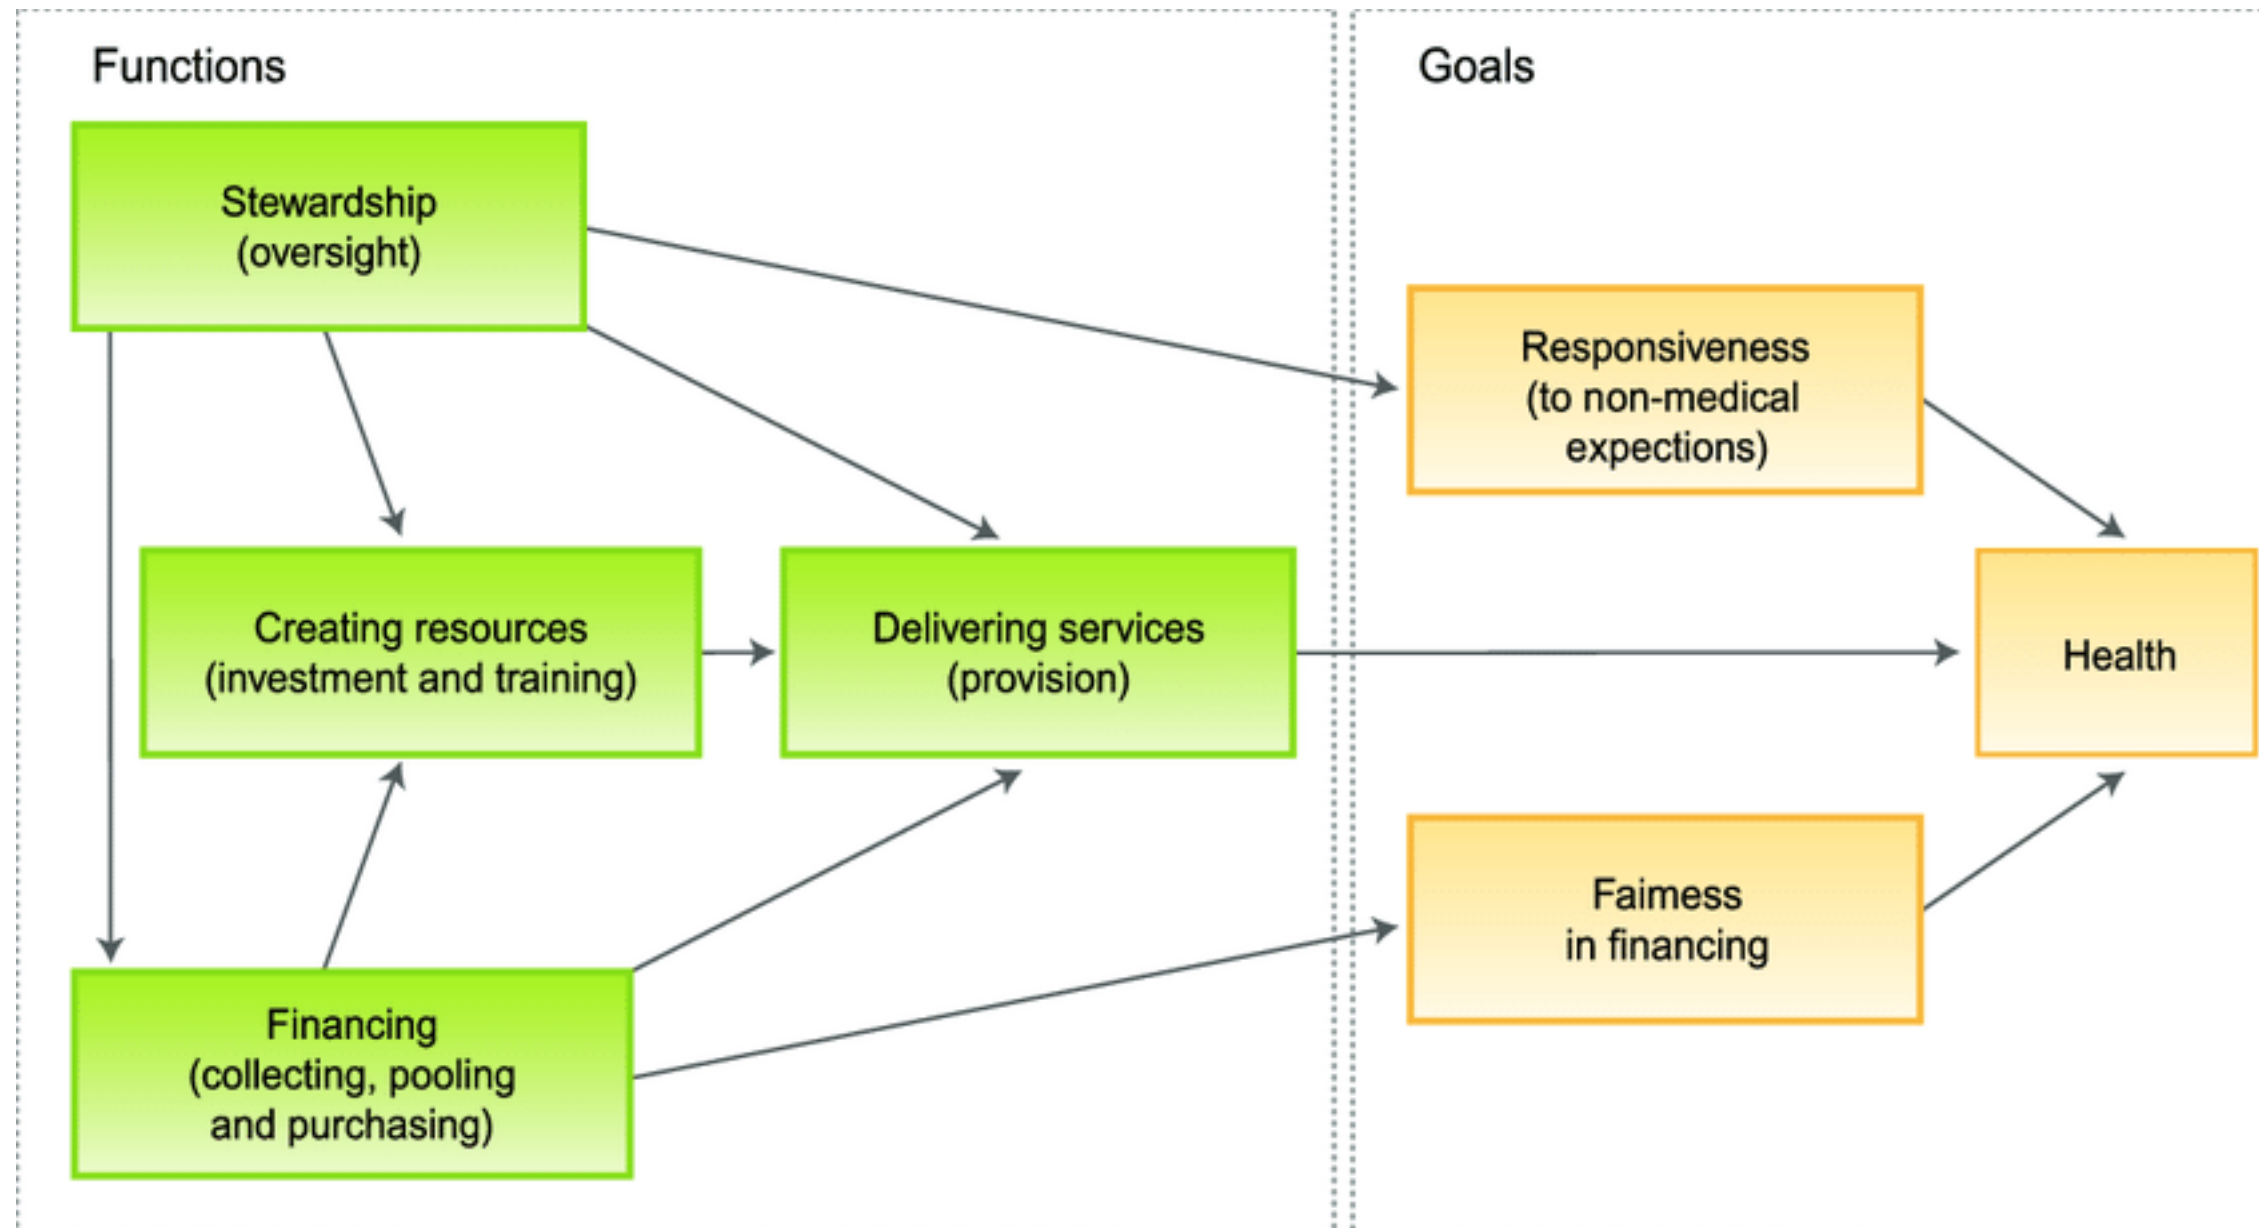 Functions
Stewardship
(oversight)
Creating resources
(investment and training)
Delivering services
(provision)
Financing
(collecting, pooling
and purchasing)
Goals
Responsiveness
(to non-medical
expections)
Health
Faimess
in financing